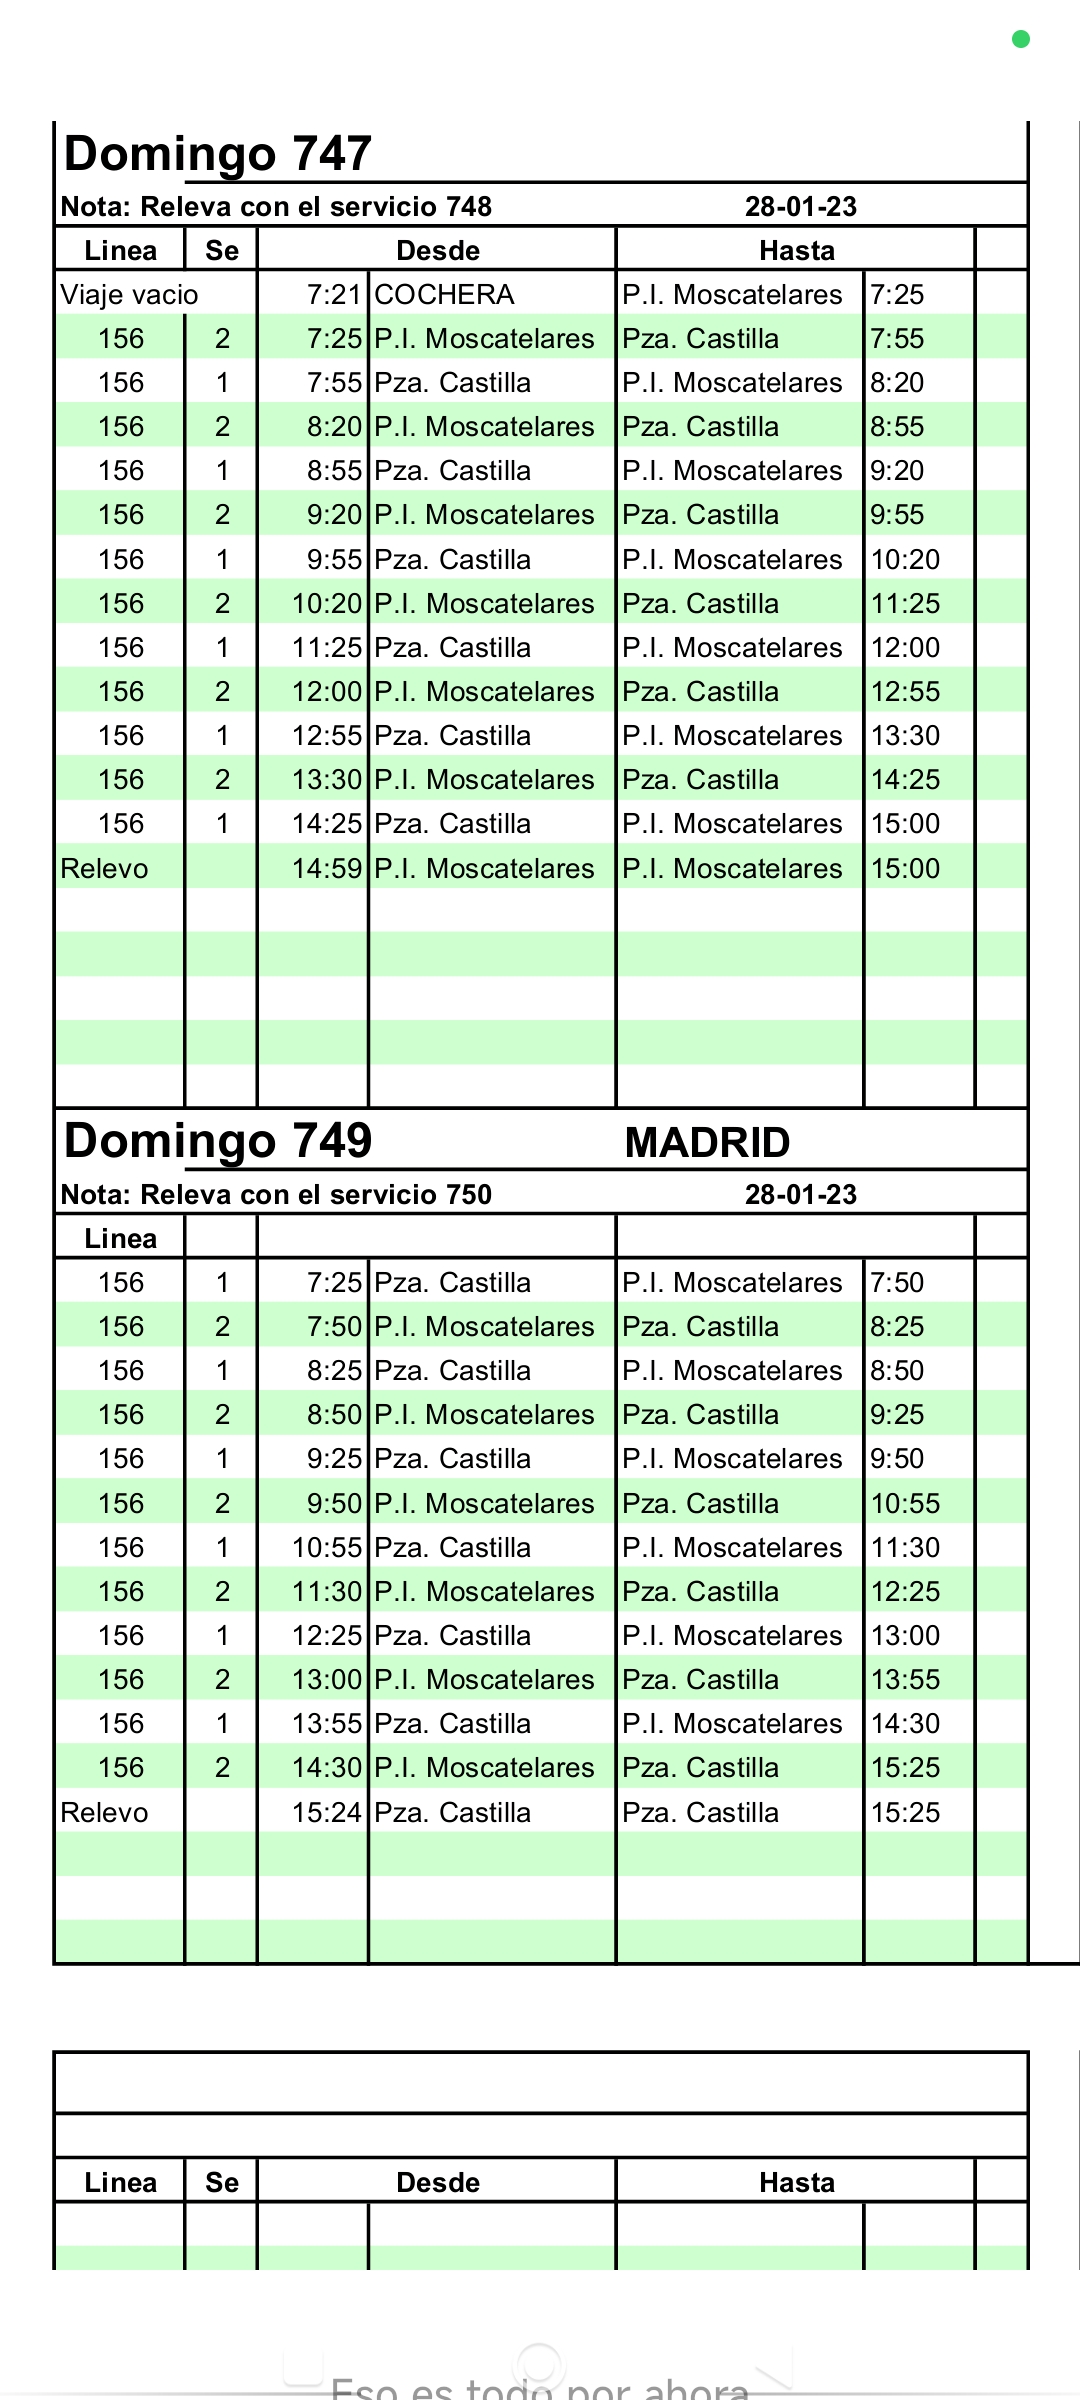 Domingo 747
Nota: Releva con el servicio 748 28-01-23
Linea Se Desde Hasta
Viaje vacio 7:21 COCHERA P.I. Moscatelares 7:25
156 2 7:25 P.I. Moscatelares Pza. Castilla 7:55
156 1 7:55 Pza. Castilla P.I. Moscatelares 8:20
156 2 8:20 P.I. Moscatelares Pza. Castilla 8:55
156 1 8:55 Pza. Castilla P.I. Moscatelares 9:20
156 2 9:20 P.I. Moscatelares Pza. Castilla 9:55
156 1 9:55 Pza. Castilla P.I. Moscatelares 10:20
156 2 10:20 P.I. Moscatelares Pza. Castilla 11:25
156 1 11:25 Pza. Castilla P.I. Moscatelares 12:00
156 2 12:00 P.I. Moscatelares Pza. Castilla 12:55
156 1 12:55 Pza. Castilla P.I. Moscatelares 13:30
156 2 13:30 P.I. Moscatelares Pza. Castilla 14:25
156 1 14:25 Pza. Castilla P.I. Moscatelares 15:00
Relevo 14:59 P.I. Moscatelares P.I. Moscatelares 15:00
Domingo 749 MADRID
Nota: Releva con el servicio 750 28-01-23
Linea
156 1 7:25 Pza. Castilla P.I. Moscatelares 7:50
156 2 7:50 P.I. Moscatelares Pza. Castilla 8:25
156 1 8:25 Pza. Castilla P.I. Moscatelares 8:50
156 2 8:50 P.I. Moscatelares Pza. Castilla 9:25
156 1 9:25 Pza. Castilla P.I. Moscatelares 9:50
156 2 9:50 P.I. Moscatelares Pza. Castilla 10:55
156 1 10:55 Pza. Castilla P.I. Moscatelares 11:30
156 2 11:30 P.I. Moscatelares Pza. Castilla 12:25
156 1 12:25 Pza. Castilla P.I. Moscatelares 13:00
156 2 13:00 P.I. Moscatelares Pza. Castilla 13:55
156 1 13:55 Pza. Castilla P.I. Moscatelares 14:30
156 2 14:30 P.I. Moscatelares Pza. Castilla 15:25
Relevo 15:24 Pza. Castilla Pza. Castilla 15:25
Linea Se Desde Hasta
Eso es todo por ahora